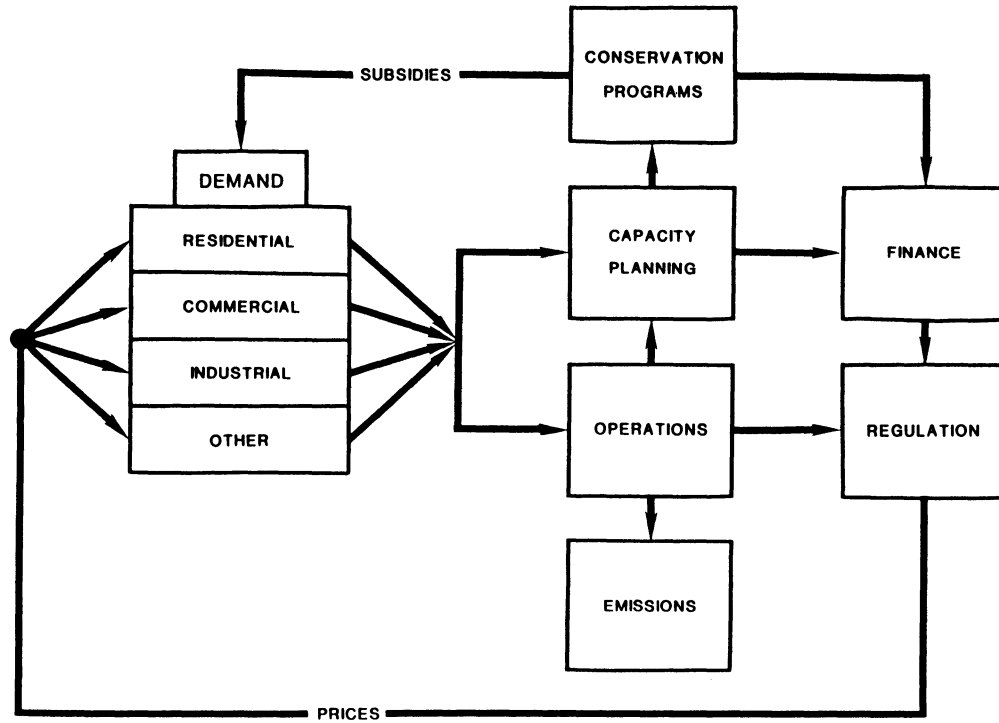 CONSERVATION
PROGRAMS
SUBSIDIES
DEMAND
RESIDENTIAL
COMMERCIAL
INDUSTRIAL
OTHER
CAPACITY
PLANNING
FINANCE
OPERATIONS
REGULATION
EMISSIONS
PRICES